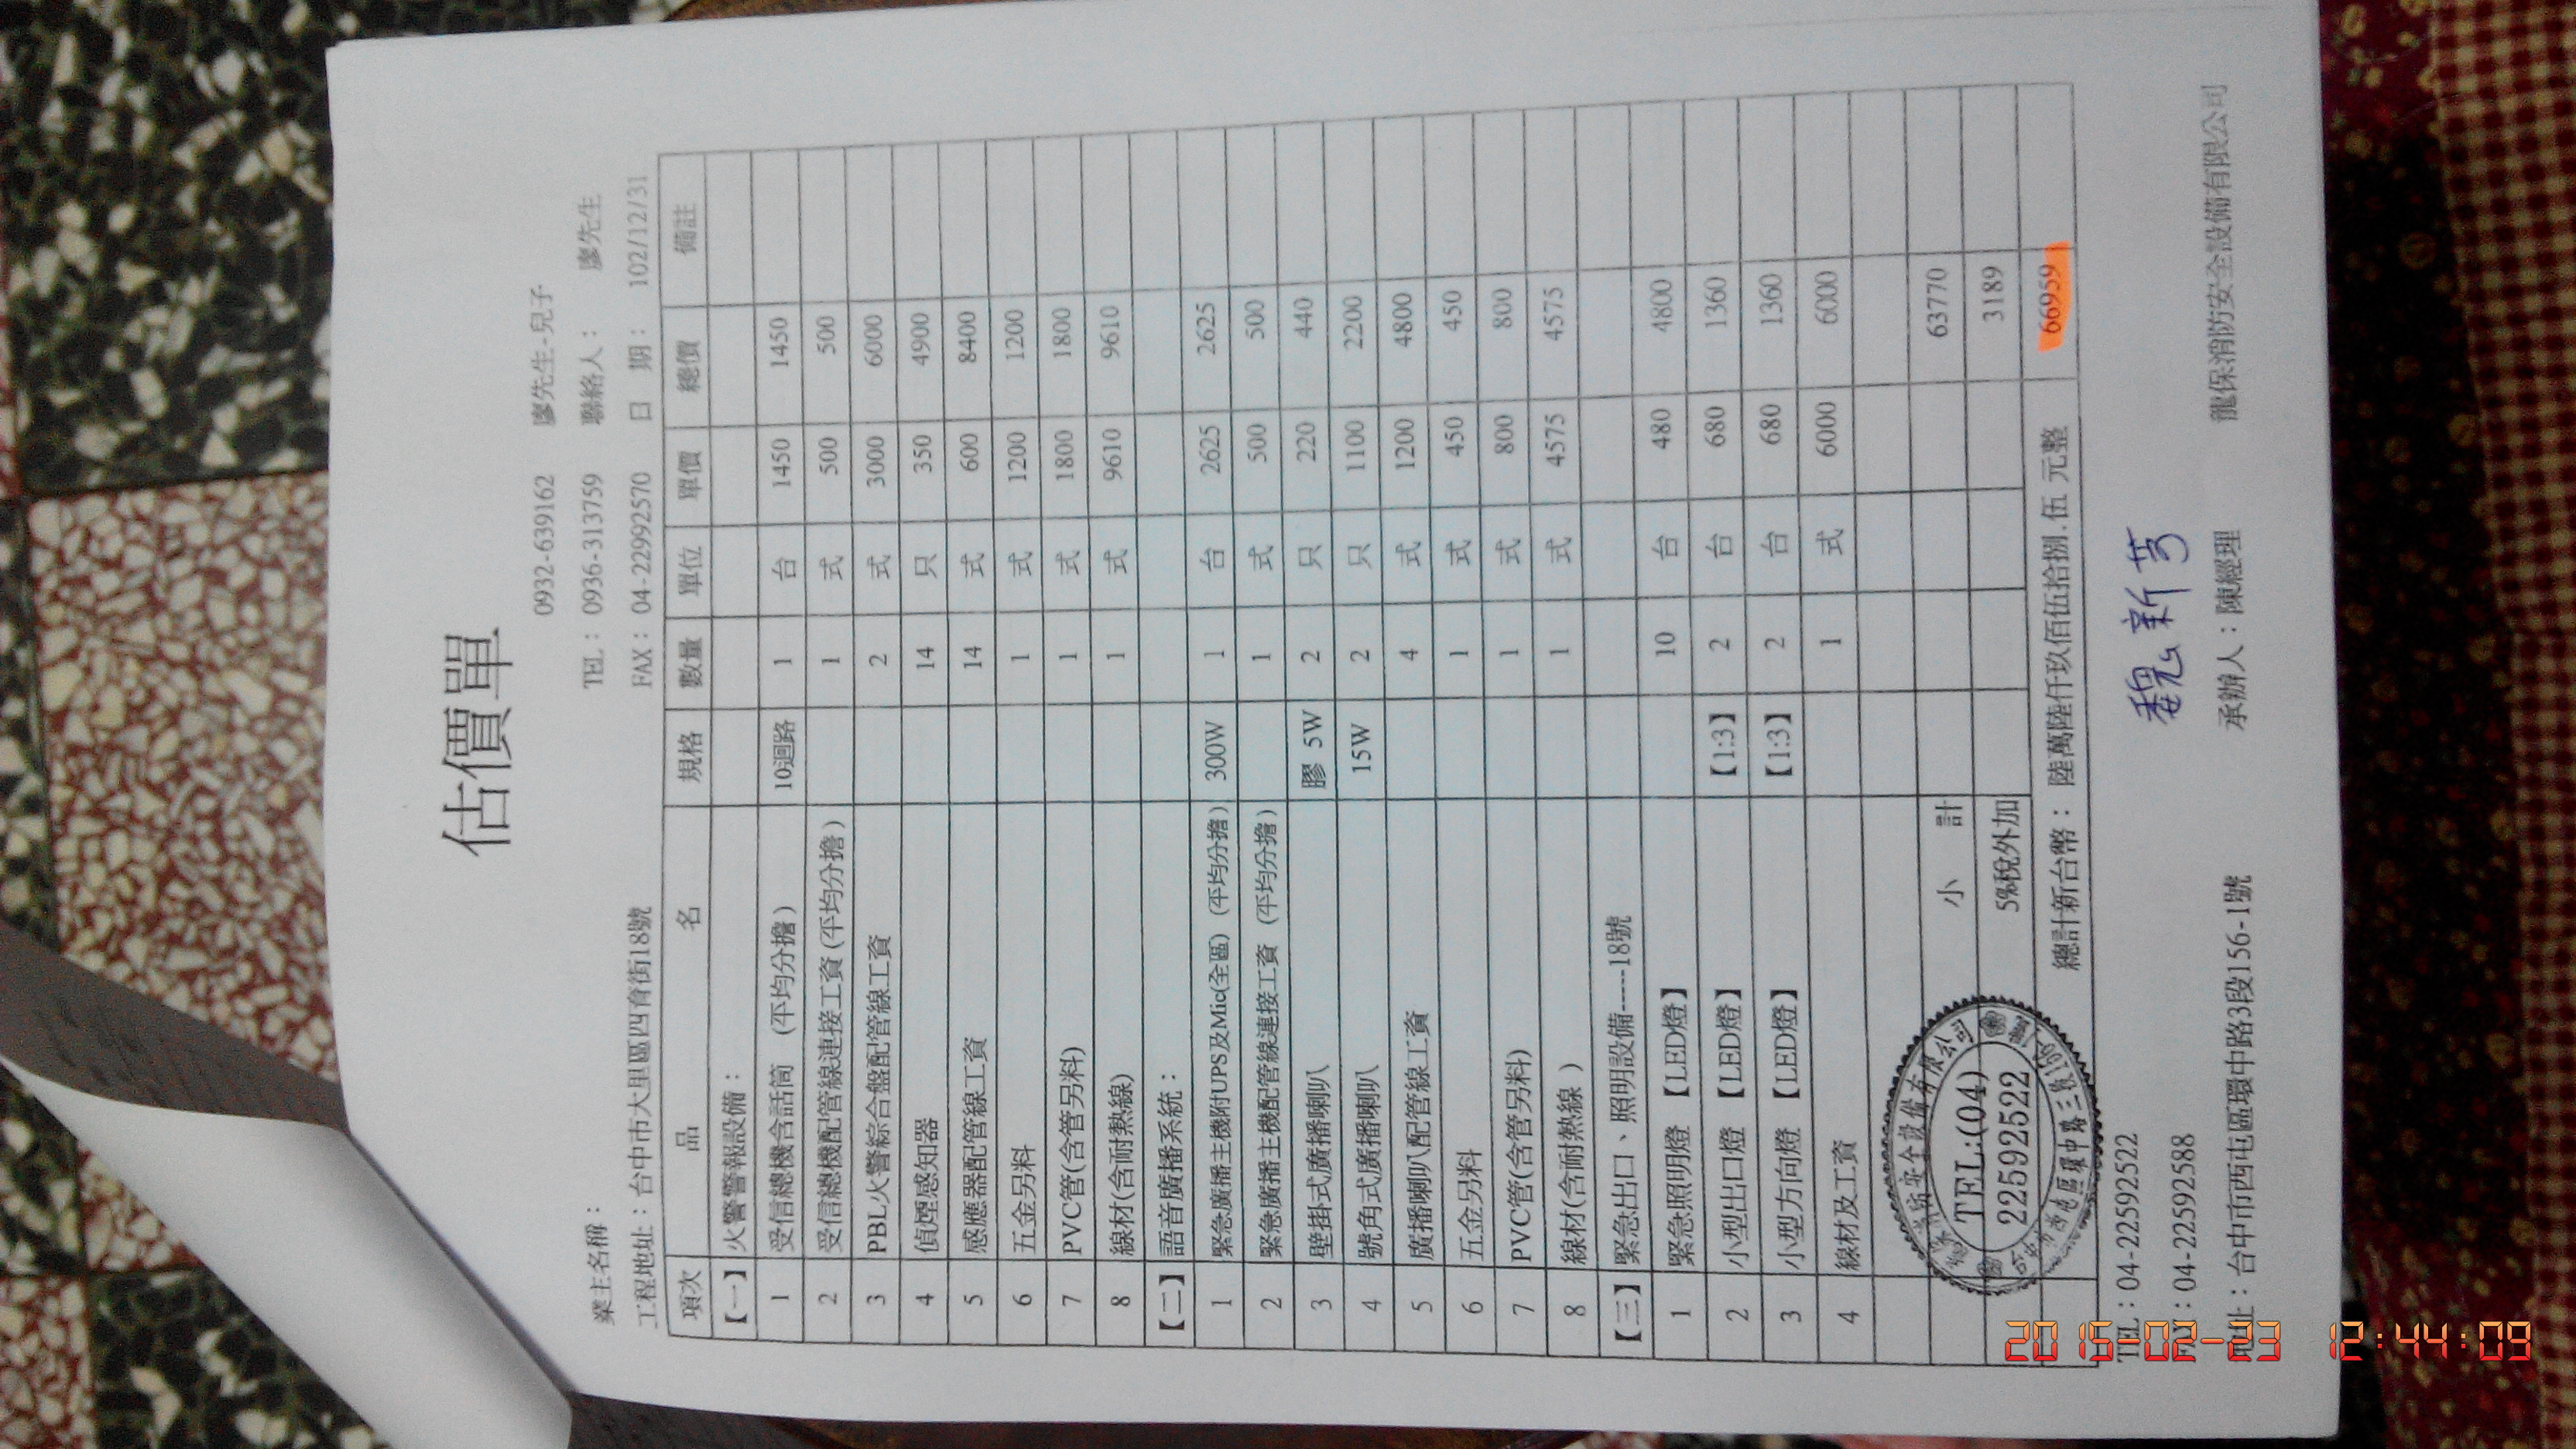 估價單
0932-639162 廖先生-兒子
業主名稱： TEL：0936-313759 聯絡人： 廖先生
工程地址：台中市大里區四育街18號 FAX：04-22992570 日 期： 102/12/31
項次 品 名 規格 數量 單位 單價 總價 備註
【一】 火警警報設備：
1 受信總機含話筒 （平均分擔） 10迴路 1 台 1450 1450
2 受信總機配管線連接工資(平均分擔) 1 式 500 500
3 PBL火警綜合盤配管線工資 2 式 3000 6000
4 偵煙感知器 14 只 350 4900
5 感應器配管線工資 14 式 600 8400
6 五金另料 1 式 1200 1200
7 PVC管(含管另料) 1 式 1800 1800
8 線材(含耐熱線) 1 式 9610 9610
【二】 語音廣播系統：
1 緊急廣播主機附UPS及Mic(全區) (平均分擔) 300W 1 台 2625 2625
2 緊急廣播主機配管線連接工資 (平均分擔) 1 式 500 500
3 壁掛式廣播喇叭 膠 5W 2 只 220 440
4 號角式廣播喇叭 15W 2 只 1100 2200
5 廣播喇叭配管線工資 4 式 1200 4800
6 五金另料 1 式 450 450
7 PVC管(含管另料) 1 式 800 800
8 線材(含耐熱線 ) 1 式 4575 4575
【三】 緊急出口、照明設備-----18號
1 緊急照明燈 【LED燈】 10 台 480 4800
2 小型出口燈 【LED燈】 【1:3】 2 台 680 1360
3 小型方向燈 【LED燈】 【1:3】 2 台 680 1360
4 線材及工資 1 式 6000 6000
小 計 63770
5%稅外加 3189
總計新台幣： 陸萬陸仟玖佰伍拾捌.伍 元整 66959
消防安全設備有限公司
TEL:(04)
22592522
TEL：04-22592522
魏新芳
FAX：04-22592588
地址：台中市西屯區環中路3段156-1號 承辦人：陳經理 龍保消防安全設備有限公司
2015-02-23 12:44:09